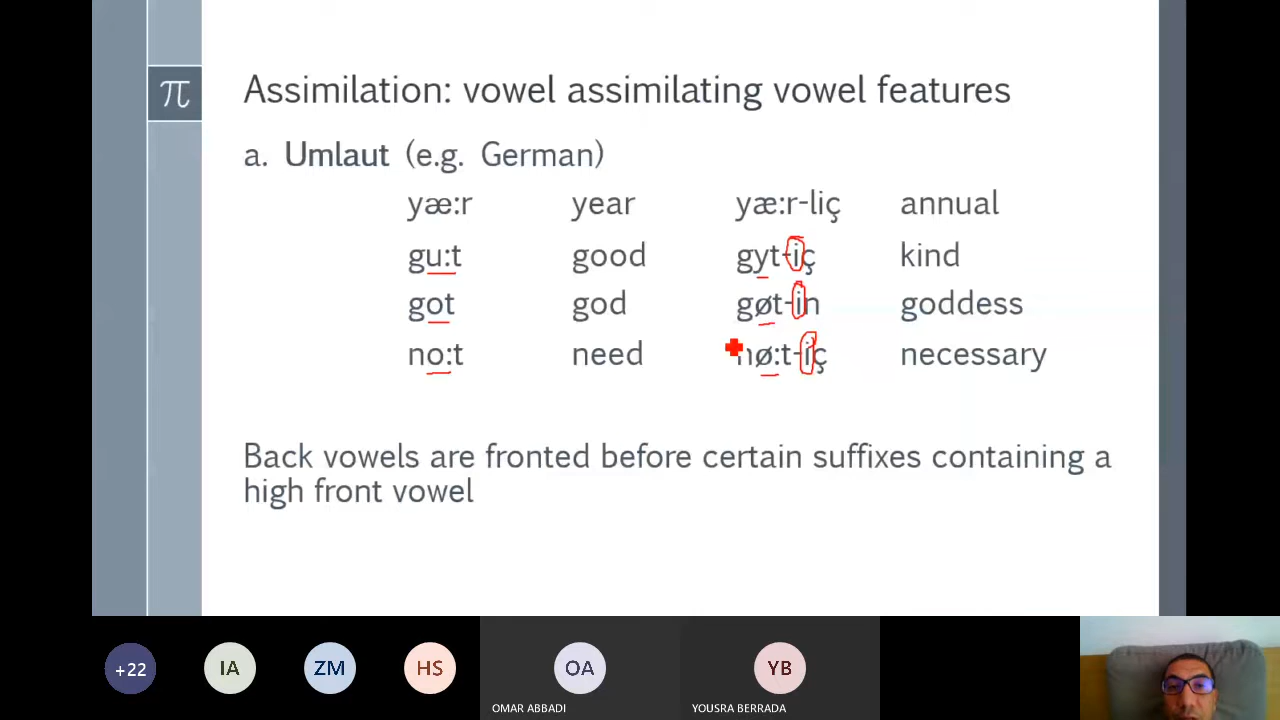 π
Assimilation: vowel assimilating vowel features
a. Umlaut (e.g. German)
yæ:r year yæ:r-liç annual
gu:t good gyt-iç kind
got god gøt-in goddess
no:t need nø:t-iç necessary
Back vowels are fronted before certain suffixes containing a
high front vowel
+22 IA ZM HS OA YB
OMAR ABBADI YOUSRA BERRADA